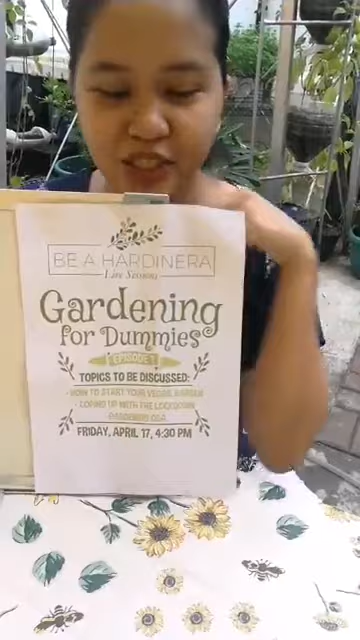 BE A HARDINERA
Live Sessions
Gardening
for Dummies
EPISODE 1
TOPICS TO BE DISCUSSED:
HOW TO START YOUR VEGGIE GARDEN
COPING UP WITH THE LOCKDOWN
GARDENING Q&A
FRIDAY, APRIL 17, 4:30 PM